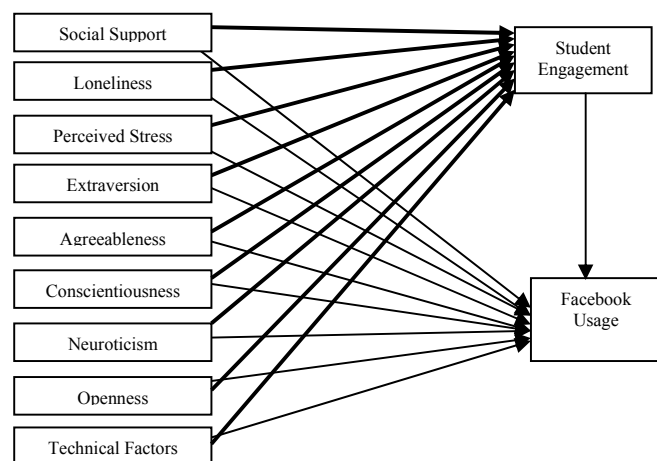 Social Support
Loneliness
Perceived Stress
Extraversion
Agreeableness
Conscientiousness
Neuroticism
Openness
Technical Factors
Student
Engagement
Facebook
Usage